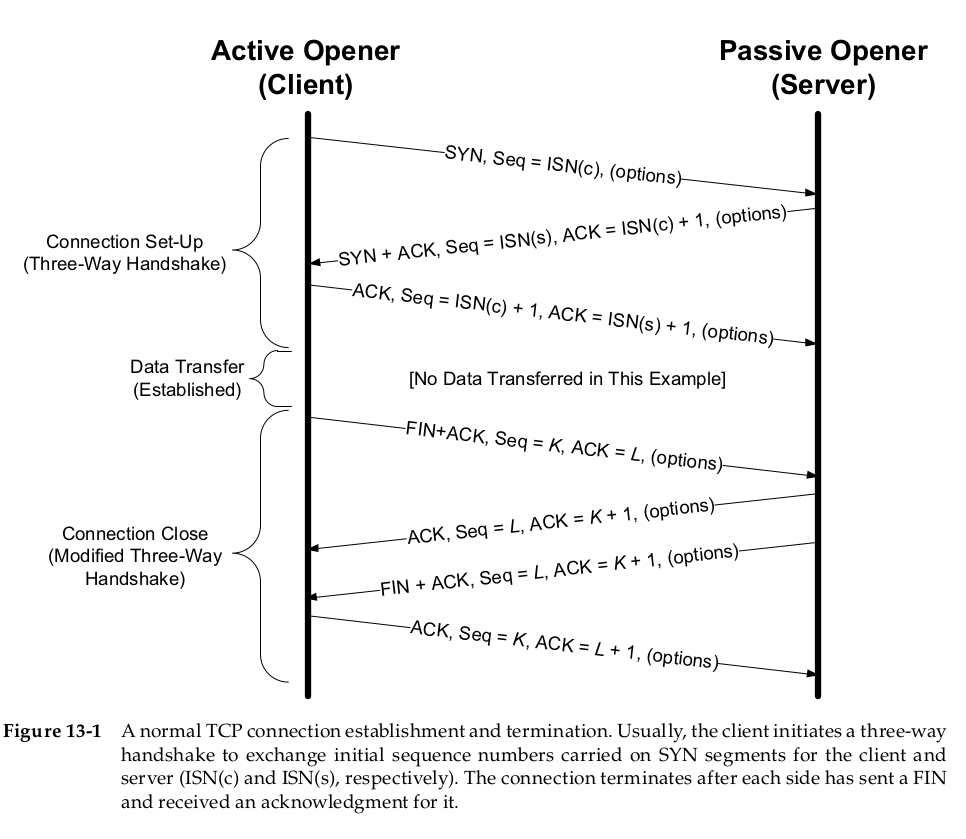 Active Opener
(Client)
Passive Opener
(Server)
SYN, Seq = ISN(c), (options)
SYN + ACK, Seq = ISN(s), ACK = ISN(c) + 1, (options)
Connection Set-Up
(Three-Way Handshake)
ACK, Seq = ISN(c) + 1, ACK = ISN(s) + 1, (options)
Data Transfer
(Established)
[No Data Transferred in This Example]
FIN+ACK, Seq = K, ACK = L, (options)
ACK, Seq = L, ACK = K + 1, (options)
Connection Close
(Modified Three-Way
Handshake)
FIN + ACK, Seq = L, ACK = K + 1, (options)
ACK, Seq = K, ACK = L + 1, (options)
Figure 13-1 A normal TCP connection establishment and termination. Usually, the client initiates a three-way
handshake to exchange initial sequence numbers carried on SYN segments for the client and
server (ISN(c) and ISN(s), respectively). The connection terminates after each side has sent a FIN
and received an acknowledgment for it.